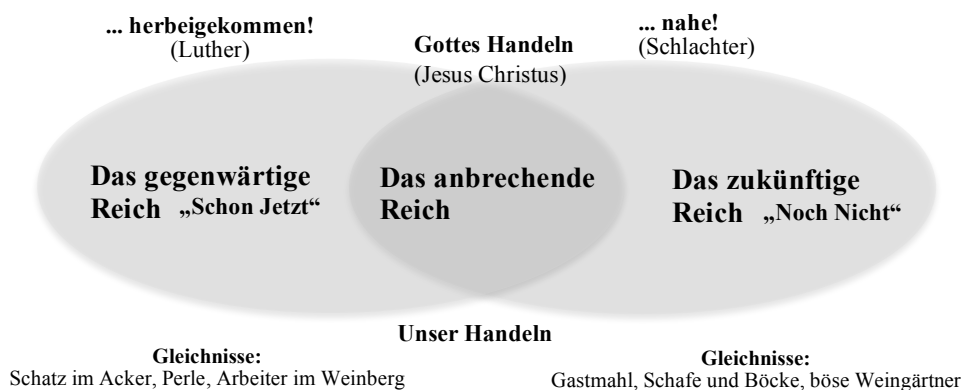 ... herbeigekommen!
(Luther)
Gottes Handeln
(Jesus Christus)
... nahe!
(Schlachter)
Das gegenwärtige
Reich „Schon Jetzt“
Das anbrechende
Reich
Das zukünftige
Reich „Noch Nicht“
Unser Handeln
Gleichnisse:
Schatz im Acker, Perle, Arbeiter im Weinberg
Gleichnisse:
Gastmahl, Schafe und Böcke, böse Weingärtner